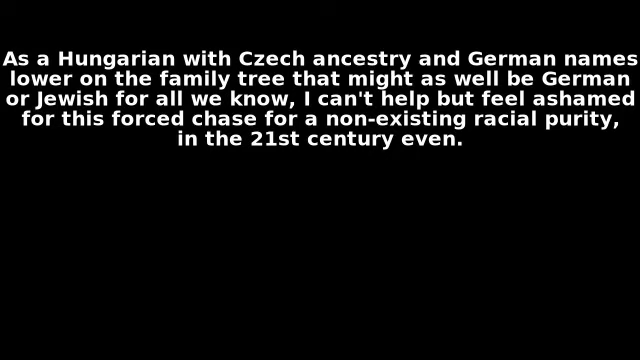 As a Hungarian with Czech ancestry and German names
lower on the family tree that might as well be German
or Jewish for all we know, I can't help but feel ashamed
for this forced chase for a non-existing racial purity,
in the 21st century even.